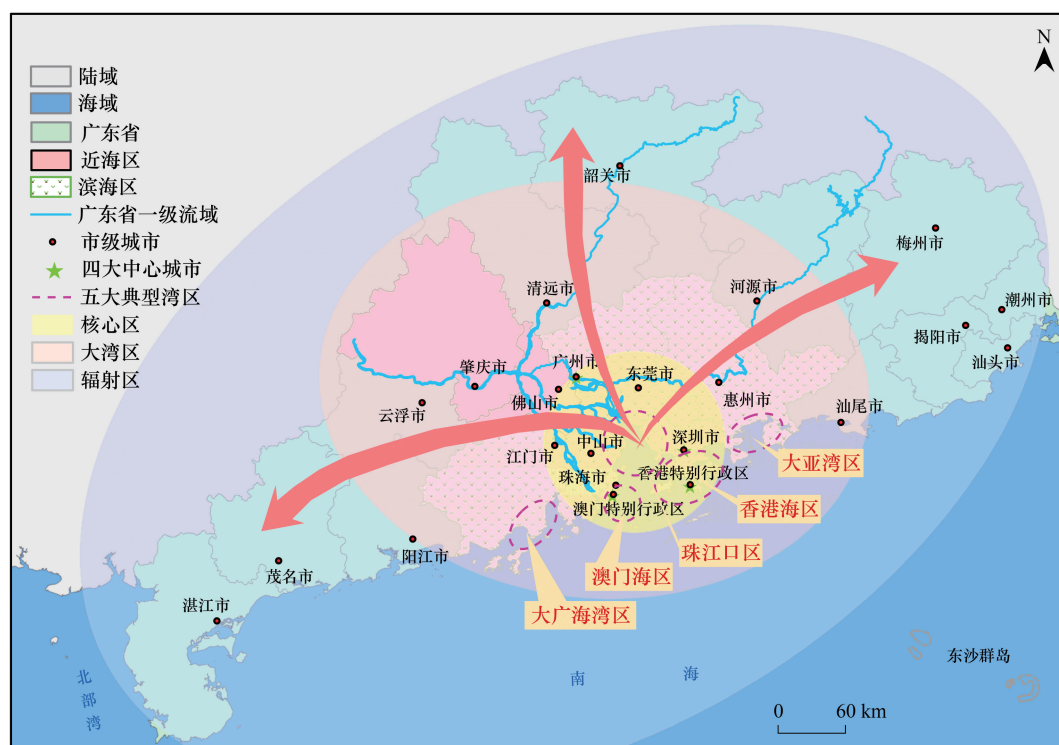 N
陆域
海域
广东省
近海区
滨海区
广东省一级流域
市级城市
四大中心城市
五大典型湾区
核心区
大湾区
辐射区
韶关市
梅州市
清远市
河源市
潮州市
揭阳市
汕头市
肇庆市
广州市
东莞市
惠州市
云浮市
佛山市
汕尾市
江门市
中山市
深圳市
大亚湾区
珠海市
香港特别行政区
澳门特别行政区
香港海区
阳江市
珠江口区
澳门海区
茂名市
大广海湾区
湛江市
东沙群岛
北部湾
南海
0 60 km